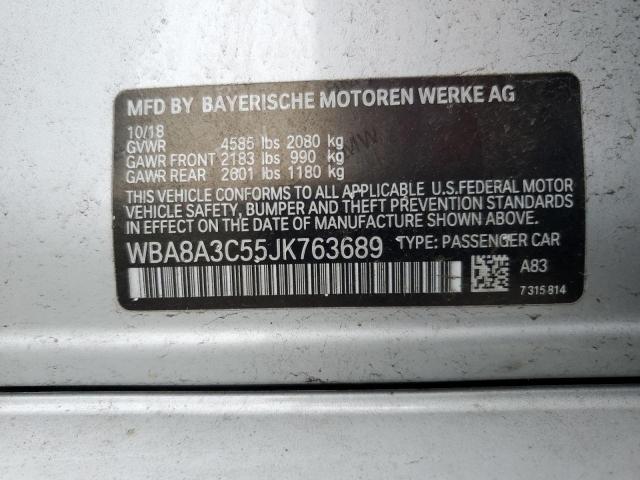 MFD BY BAYERISCHE MOTOREN WERKE AG
10/18
GVWR 4585 lbs 2080 kg
GAWR FRONT 2183 lbs 990 kg
GAWR REAR 2601 lbs 1180 kg
THIS VEHICLE CONFORMS TO ALL APPLICABLE U.S.FEDERAL MOTOR
VEHICLE SAFETY, BUMPER AND THEFT PREVENTION STANDARDS
IN EFFECT ON THE DATE OF MANUFACTURE SHOWN ABOVE.
WBA8A3C55JK763689 TYPE: PASSENGER CAR
A83
7 315 814